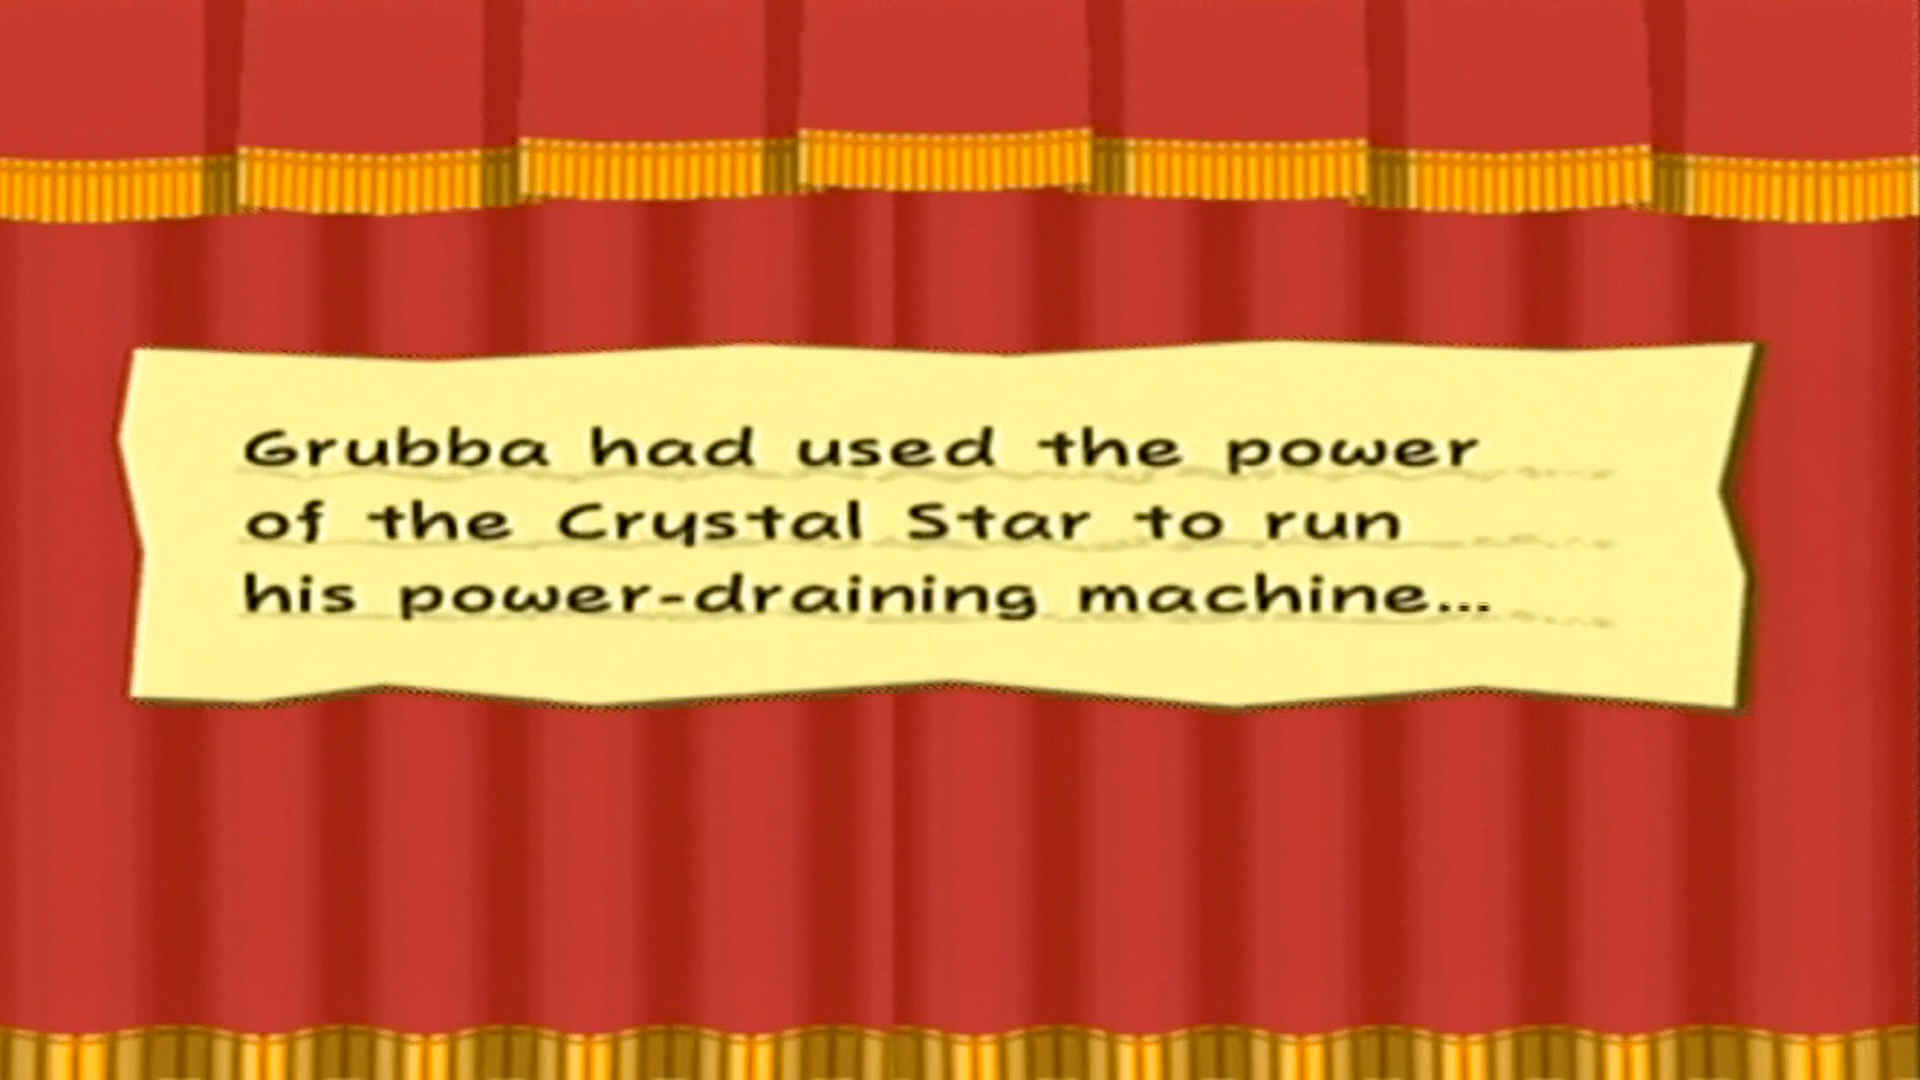 Grubba had used the power
of the Crystal Star to run
his power-draining machine...